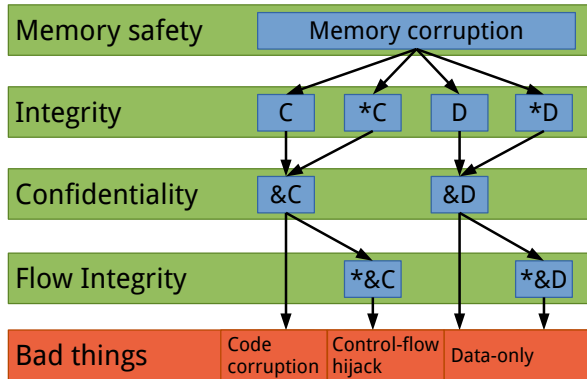 Memory safety
Memory corruption
Integrity
C
*C
D
*D
Confidentiality
&C
&D
Flow Integrity
*&C
*&D
Bad things
Code
corruption
Control-flow
hijack
Data-only